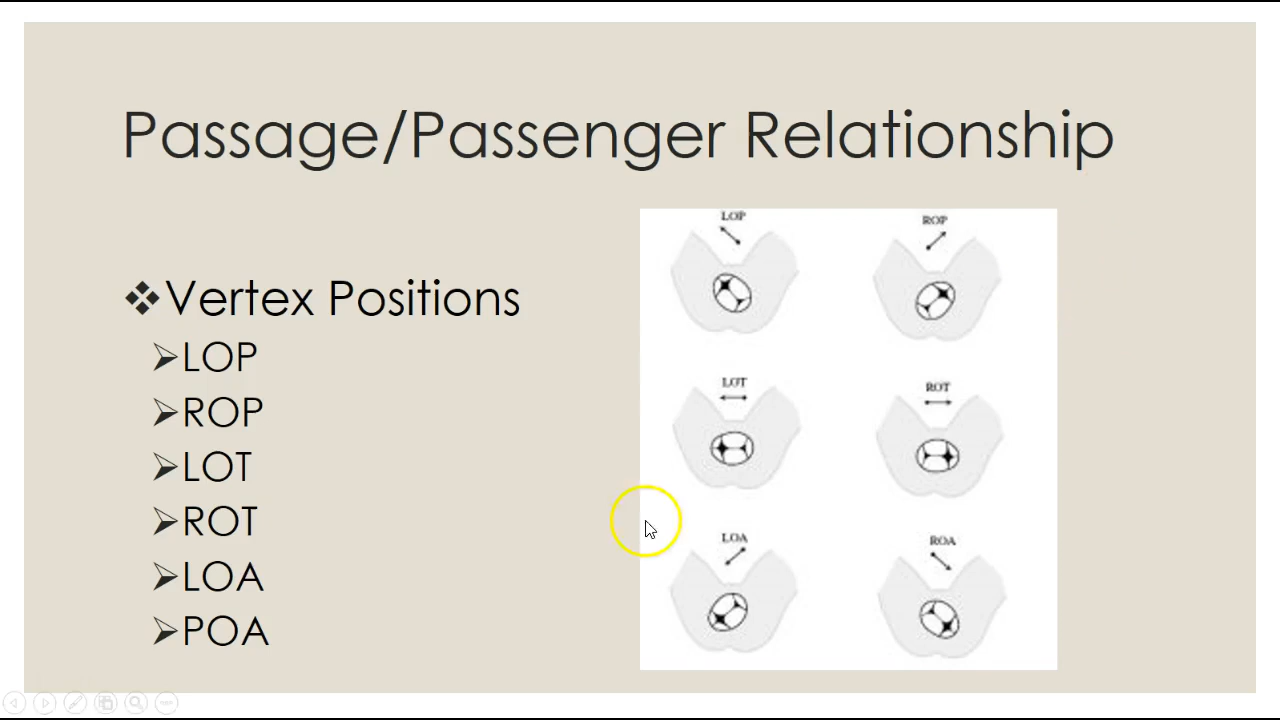 Passage/Passenger Relationship
Vertex Positions
LOP
ROP
LOT
ROT
LOA
POA
LOP
ROP
LOT
ROT
LOA
ROA